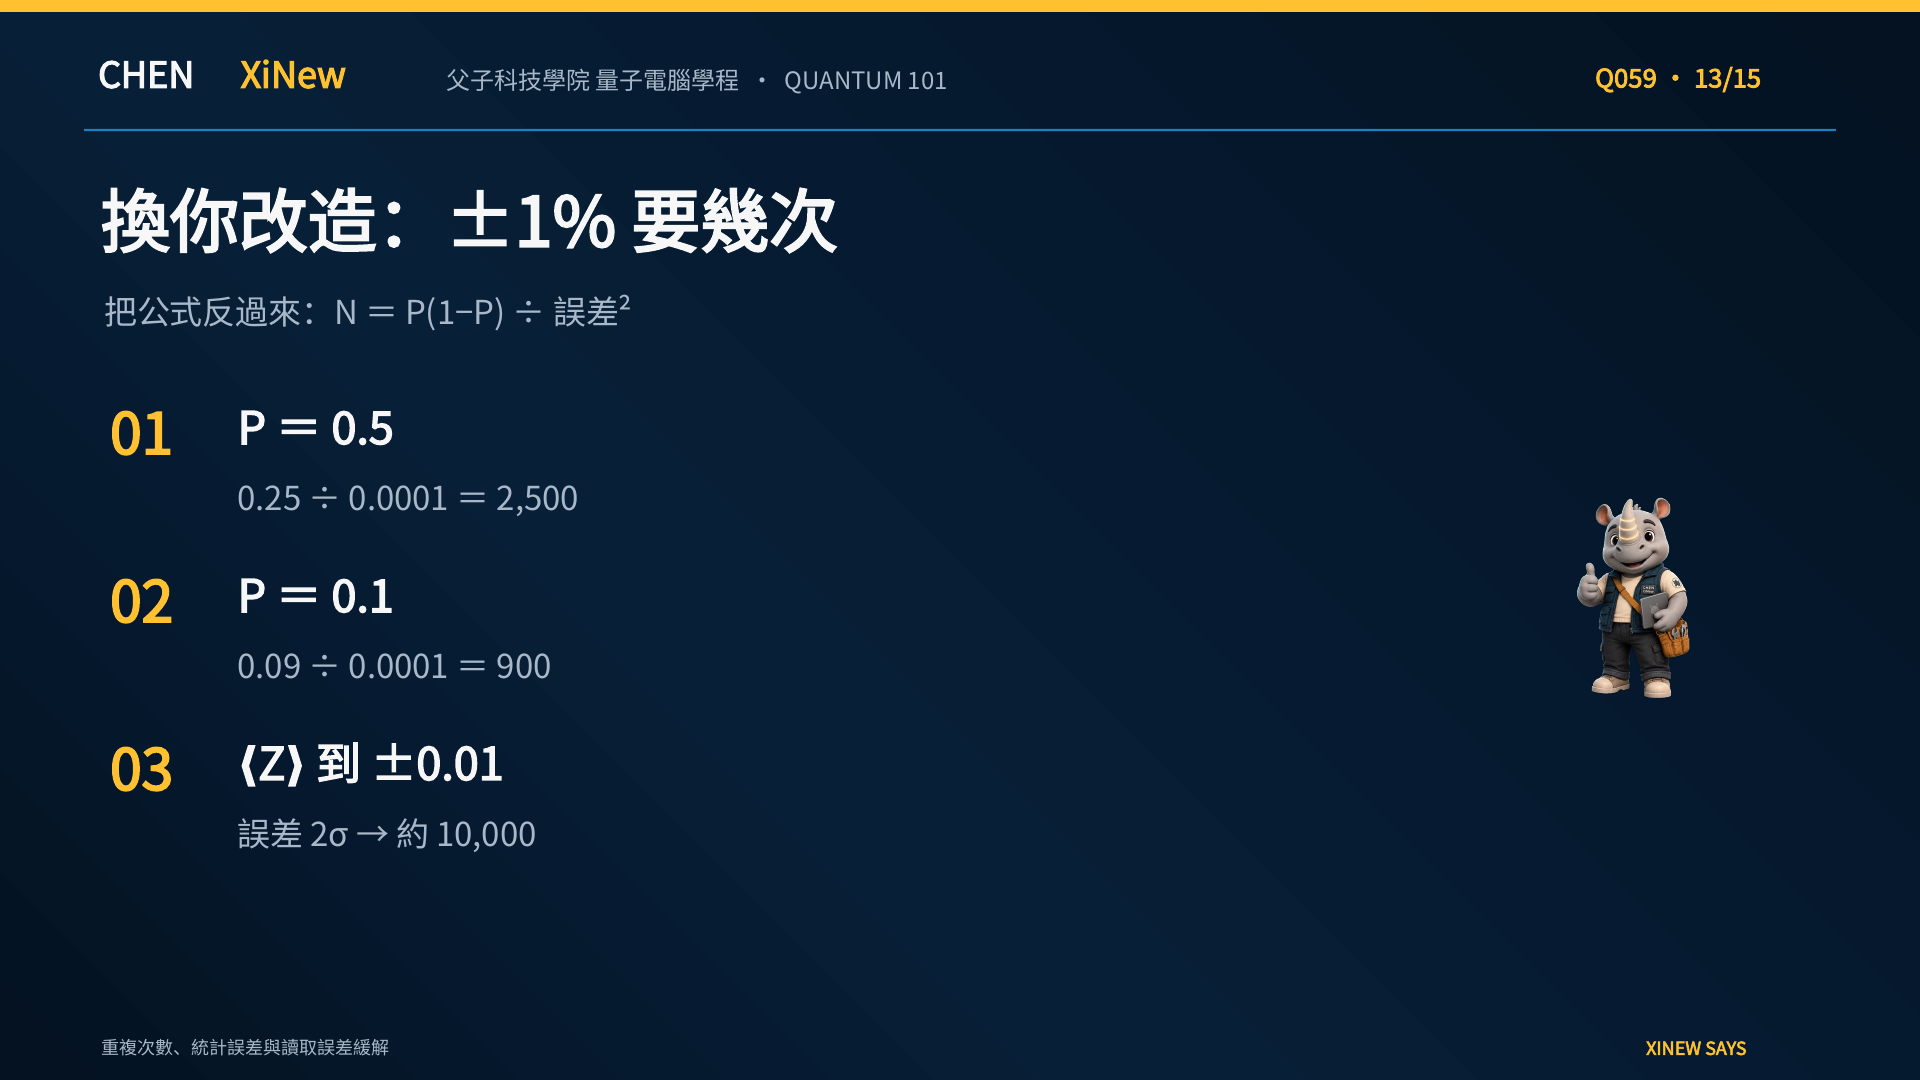 CHEN XiNew 父子科技學院 量子電腦學程 · QUANTUM 101 Q059 · 13/15
換你改造：±1% 要幾次
把公式反過來：N ＝ P(1−P) ÷ 誤差²
01 P ＝ 0.5
0.25 ÷ 0.0001 ＝ 2,500
02 P ＝ 0.1
0.09 ÷ 0.0001 ＝ 900
03 ⟨Z⟩ 到 ±0.01
誤差 2σ → 約 10,000
重複次數、統計誤差與讀取誤差緩解 XINEW SAYS